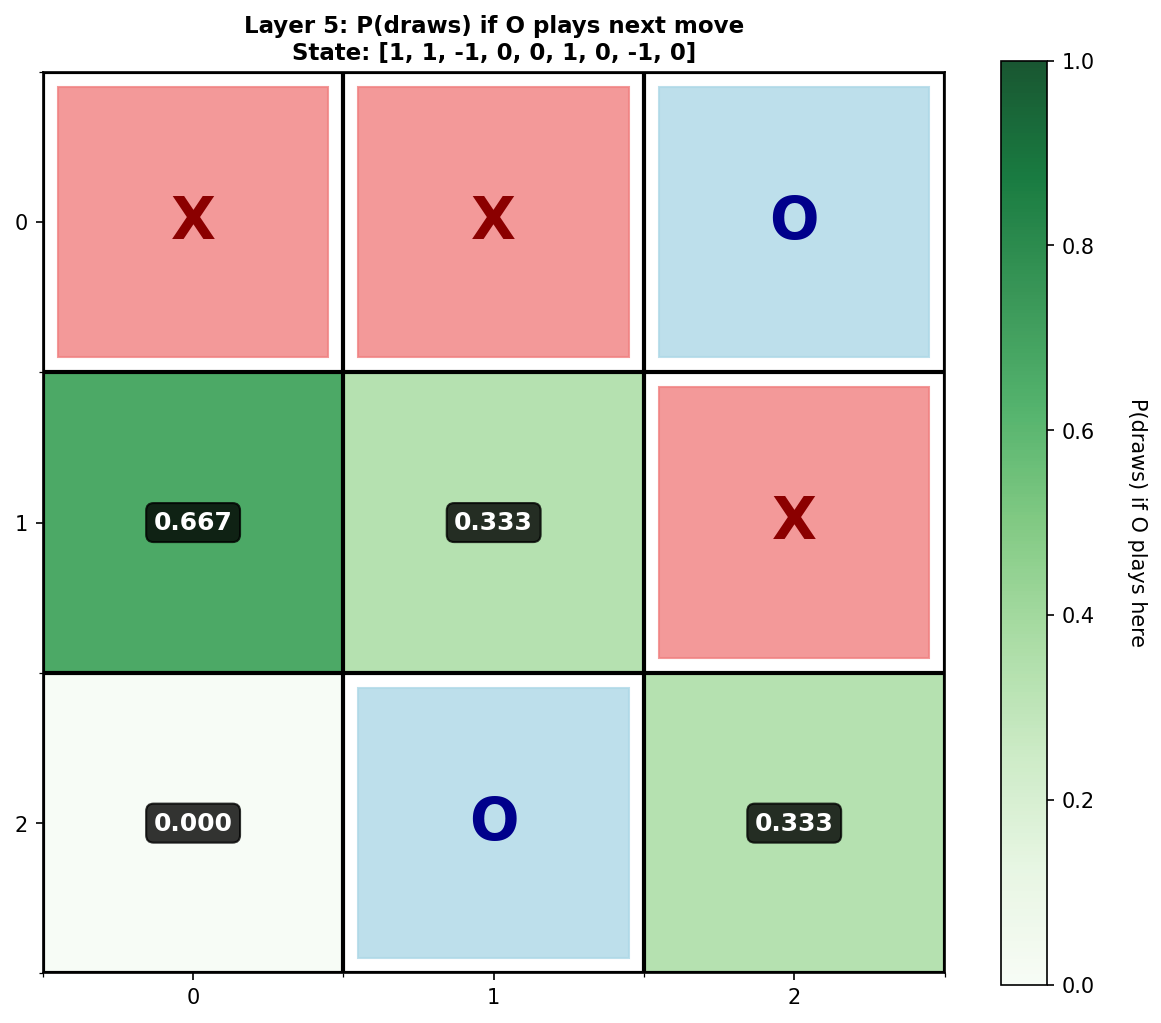 Layer 5: P(draws) if O plays next move
State: [1, 1, -1, 0, 0, 1, 0, -1, 0]
X X O
0.667 0.333 X
0.000 O 0.333
0
1
2
0 1 2
1.0
0.8
0.6
0.4
0.2
0.0
P(draws) if O plays here